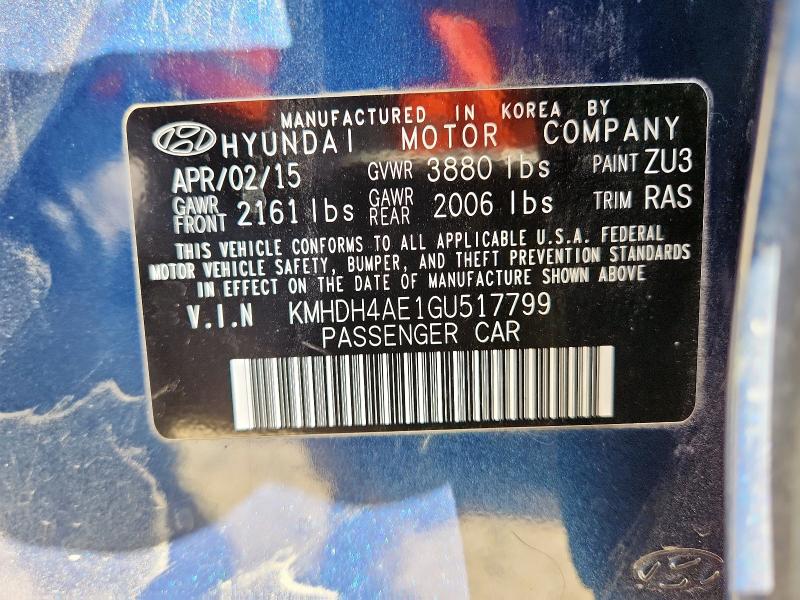 MANUFACTURED IN KOREA BY
HYUNDAI MOTOR COMPANY
APR/02/15 GVWR 3880 lbs PAINT ZU3
GAWR FRONT 2161 lbs GAWR REAR 2006 lbs TRIM RAS
THIS VEHICLE CONFORMS TO ALL APPLICABLE U.S.A. FEDERAL
MOTOR VEHICLE SAFETY, BUMPER, AND THEFT PREVENTION STANDARDS
IN EFFECT ON THE DATE OF MANUFACTURE SHOWN ABOVE
V.I.N KMHDH4AE1GU517799
PASSENGER CAR